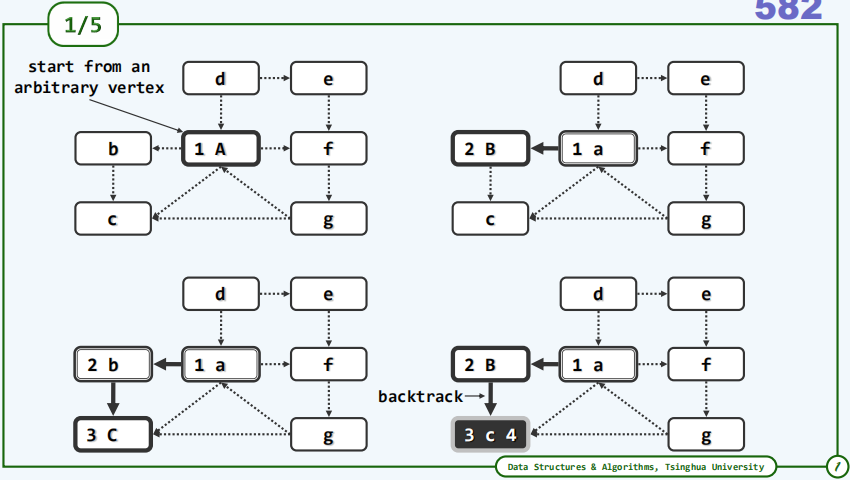 582
1/5
start from an
arbitrary vertex
d e
b 1 A f
c g
d e
2 B 1 a f
c g
d e
2 b 1 a f
3 C g
d e
2 B 1 a f
backtrack
3 c 4 g
Data Structures & Algorithms, Tsinghua University